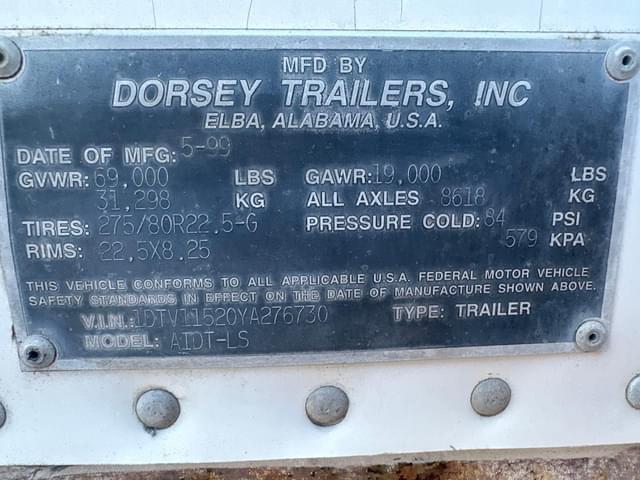 MFD BY
DORSEY TRAILERS, INC
ELBA, ALABAMA, U.S.A.
DATE OF MFG: 5-99
GVWR: 69,000 LBS GAWR: 19,000 LBS
31,298 KG ALL AXLES 8618 KG
TIRES: 275/80R22.5-G PRESSURE COLD: 84 PSI
RIMS: 22.5X8.25 579 KPA
THIS VEHICLE CONFORMS TO ALL APPLICABLE U.S.A. FEDERAL MOTOR VEHICLE
SAFETY STANDARDS IN EFFECT ON THE DATE OF MANUFACTURE SHOWN ABOVE.
V.I.N.: 1DTV11520YA276730 TYPE: TRAILER
MODEL: AIDT-LS